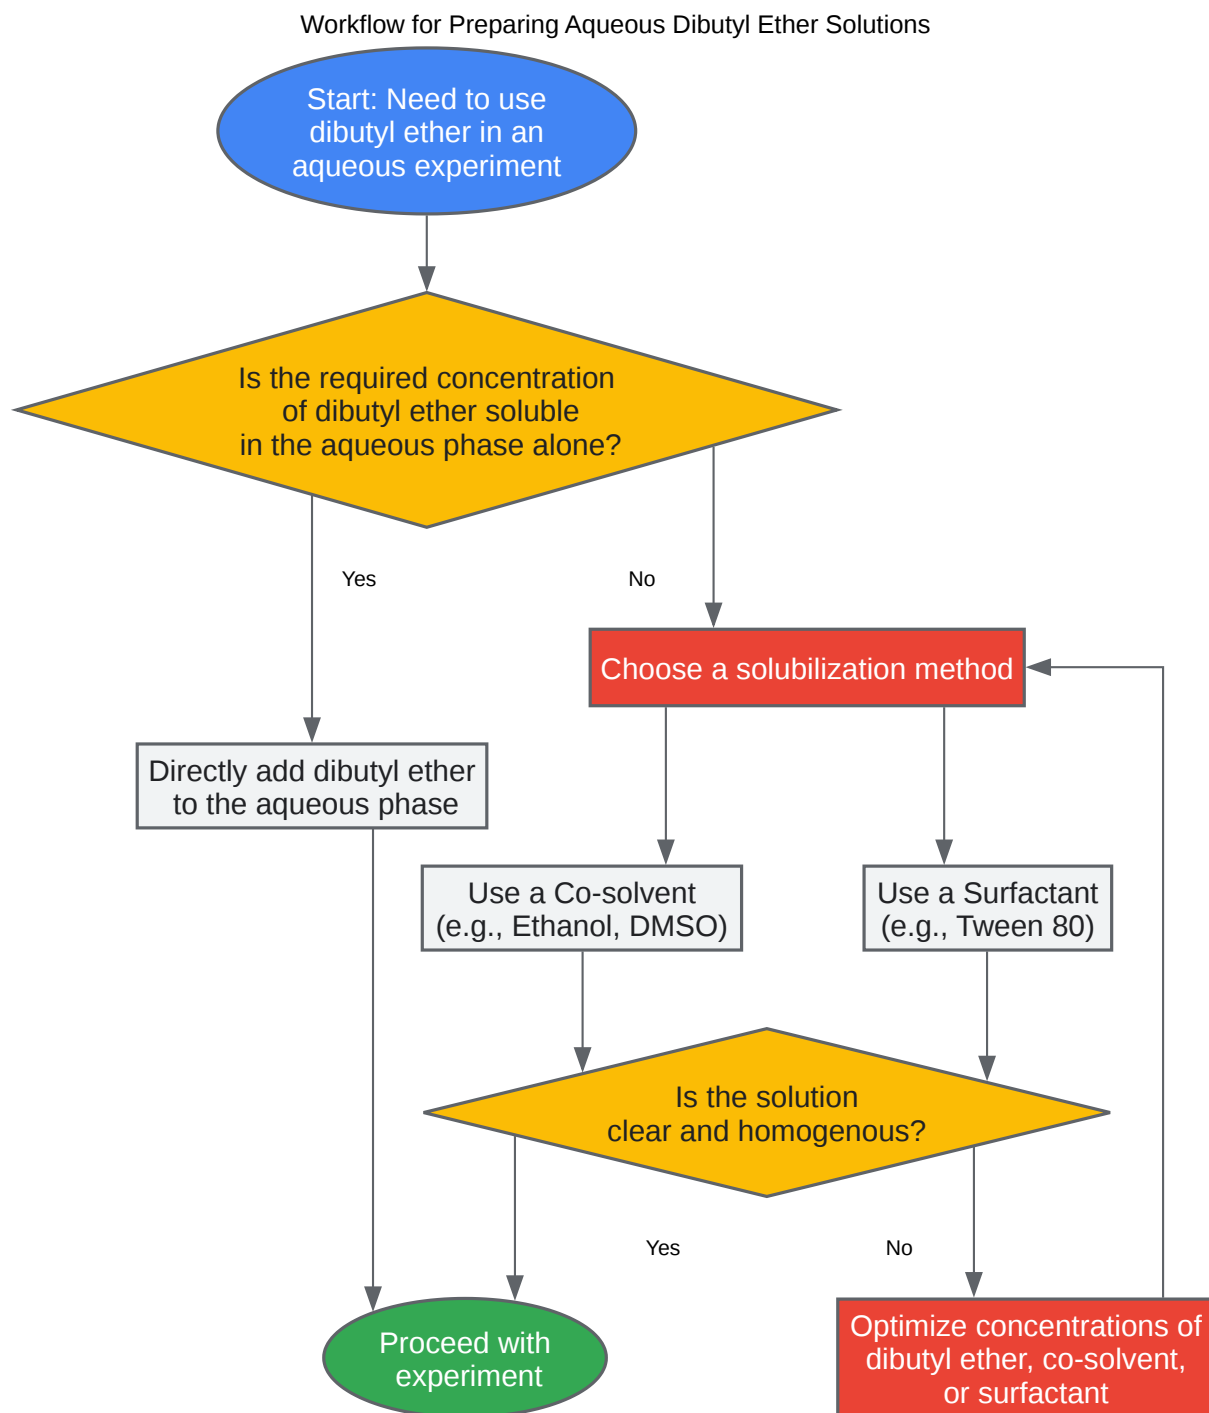 Workflow for Preparing Aqueous Dibutyl Ether Solutions
Start: Need to use
dibutyl ether in an
aqueous experiment
Is the required concentration
of dibutyl ether soluble
in the aqueous phase alone?
Yes
No
Choose a solubilization method
Directly add dibutyl ether
to the aqueous phase
Use a Co-solvent
(e.g., Ethanol, DMSO)
Use a Surfactant
(e.g., Tween 80)
Is the solution
clear and homogenous?
Yes
No
Proceed with
experiment
Optimize concentrations of
dibutyl ether, co-solvent,
or surfactant